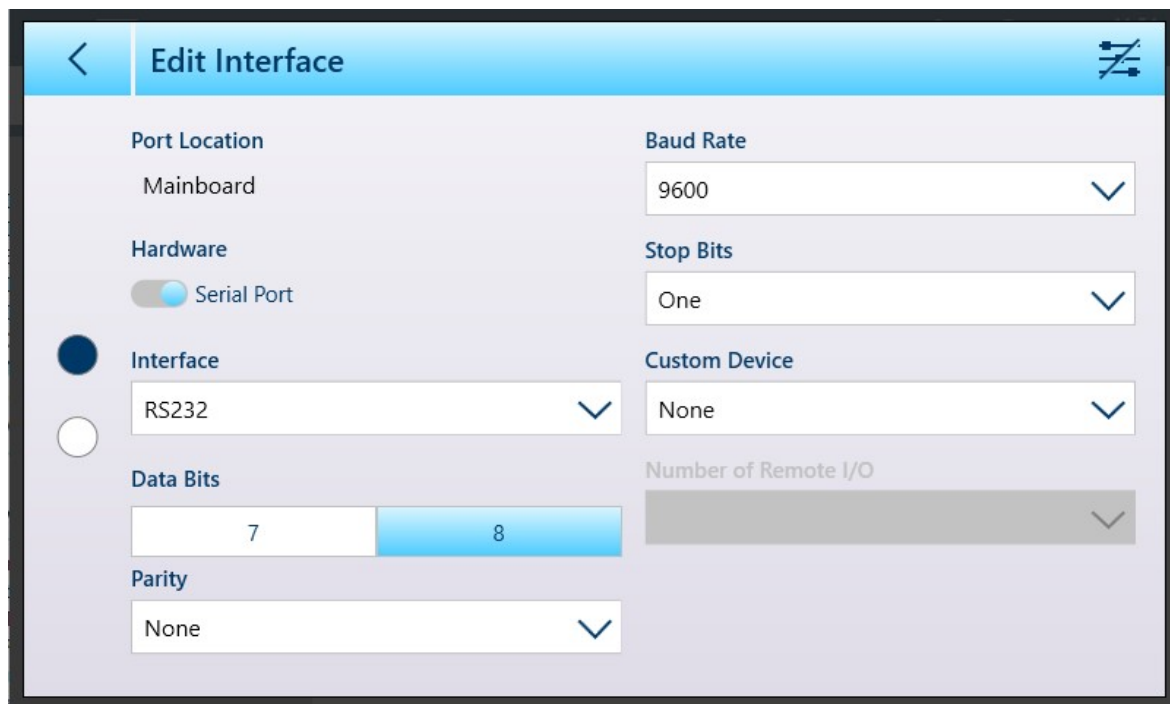 Edit Interface
Port Location
Mainboard
Hardware
Serial Port
Interface
RS232
Data Bits
7 8
Parity
None
Baud Rate
9600
Stop Bits
One
Custom Device
None
Number of Remote I/O